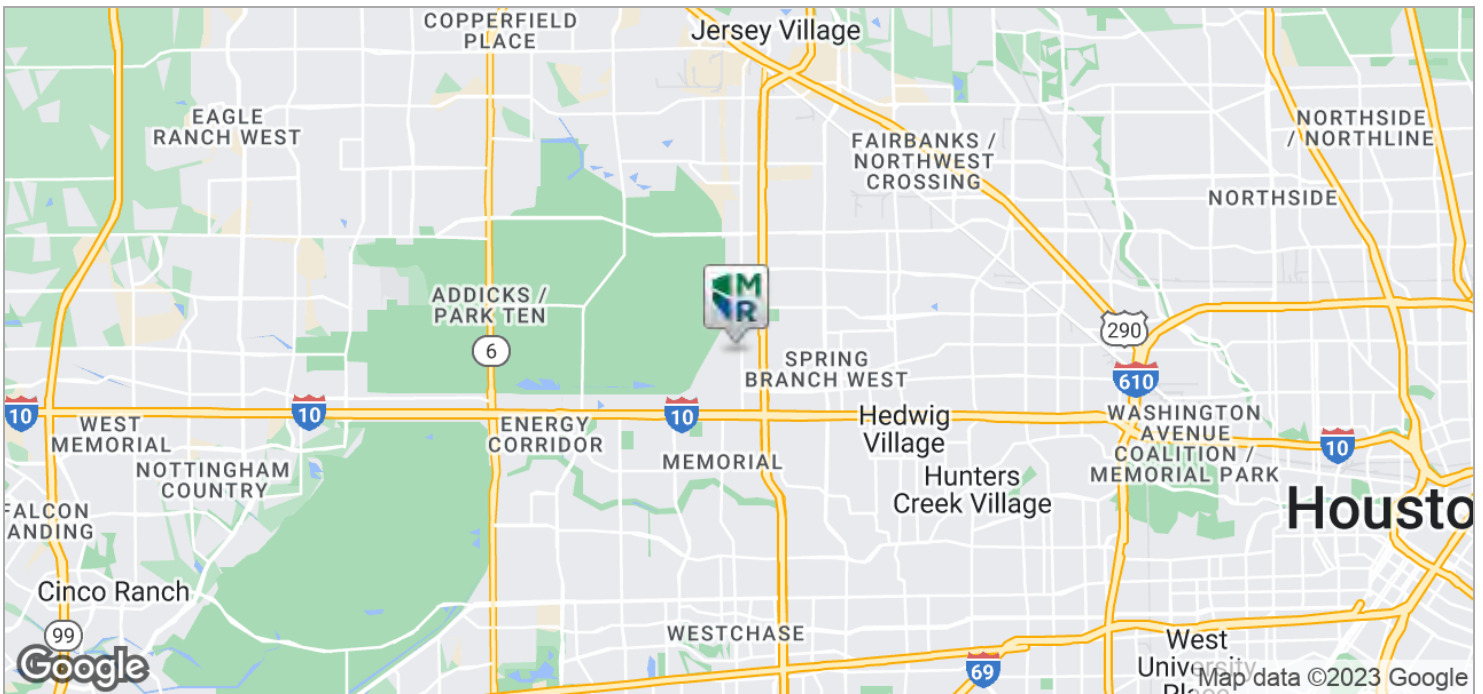 COPPERFIELD
PLACE
Jersey Village
EAGLE
RANCH WEST
NORTHSIDE
/ NORTHLINE
FAIRBANKS /
NORTHWEST
CROSSING
NORTHSIDE
M
R
ADDICKS /
PARK TEN
6
290
SPRING
BRANCH WEST
610
10
10
10
WEST
MEMORIAL
ENERGY
CORRIDOR
Hedwig
Village
WASHINGTON
AVENUE
COALITION /
MEMORIAL PARK
10
NOTTINGHAM
COUNTRY
MEMORIAL
Hunters
Creek Village
FALCON
ANDING
Housto
Cinco Ranch
99
WESTCHASE
69
West
University
Google
Map data ©2023 Google